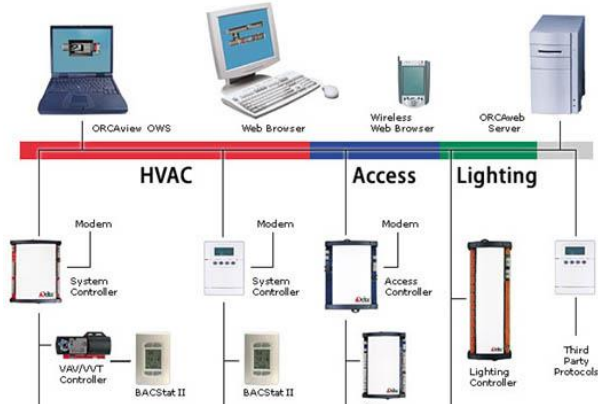 ORCAview OWS
Web Browser
Wireless
Web Browser
ORCAweb
Server
HVAC
Access
Lighting
Modem
System
Controller
Modem
System
Controller
Modem
Access
Controller
Lighting
Controller
Third
Party
Protocols
VAV/VVT
Controller
BACStat II
BACStat II